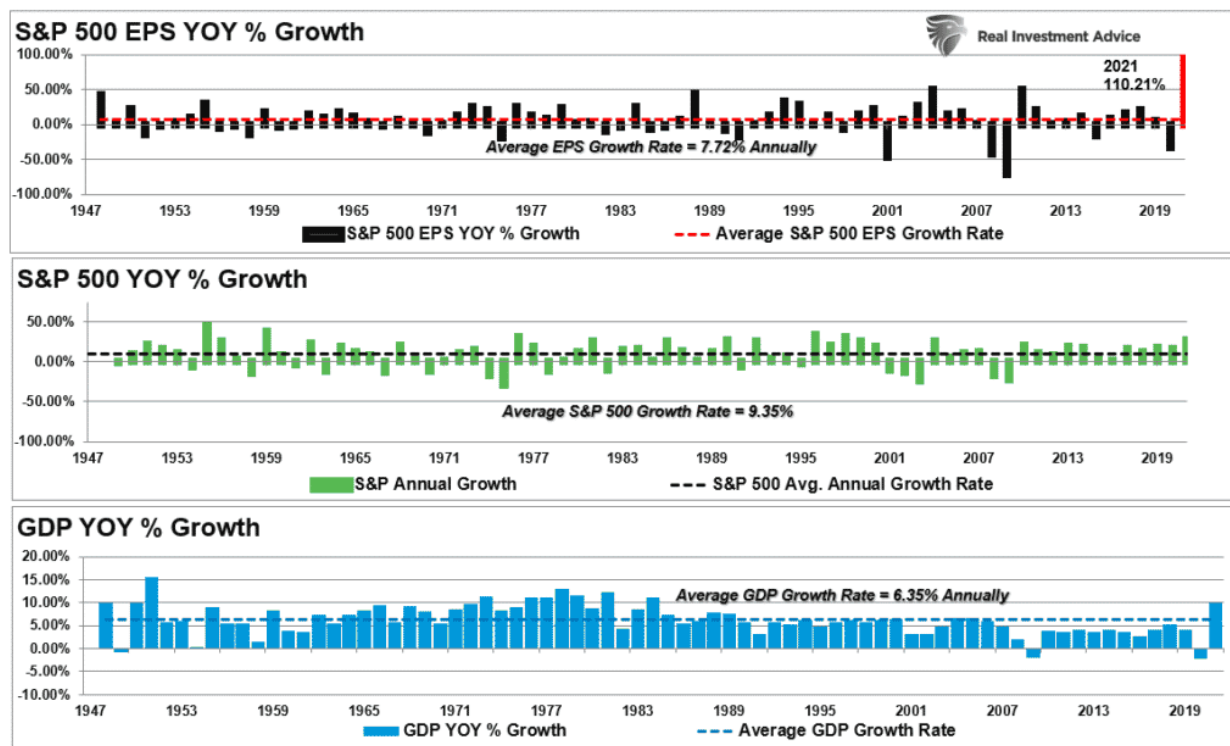 S&P 500 EPS YOY % Growth
Real Investment Advice
100.00%
50.00%
0.00%
-50.00%
-100.00%
2021
110.21%
Average EPS Growth Rate = 7.72% Annually
1947 1953 1959 1965 1971 1977 1983 1989 1995 2001 2007 2013 2019
S&P 500 EPS YOY % Growth Average S&P 500 EPS Growth Rate
S&P 500 YOY % Growth
50.00%
0.00%
-50.00%
-100.00%
Average S&P 500 Growth Rate = 9.35%
1947 1953 1959 1965 1971 1977 1983 1989 1995 2001 2007 2013 2019
S&P Annual Growth S&P 500 Avg. Annual Growth Rate
GDP YOY % Growth
20.00%
15.00%
10.00%
5.00%
0.00%
-5.00%
-10.00%
Average GDP Growth Rate = 6.35% Annually
1947 1953 1959 1965 1971 1977 1983 1989 1995 2001 2007 2013 2019
GDP YOY % Growth Average GDP Growth Rate